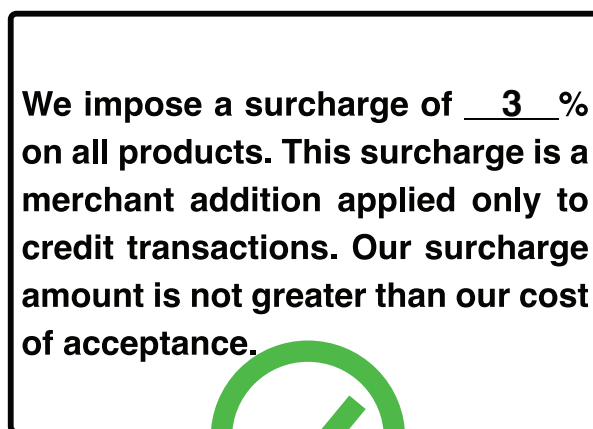 We impose a surcharge of __3__%
on all products. This surcharge is a
merchant addition applied only to
credit transactions. Our surcharge
amount is not greater than our cost
of acceptance.